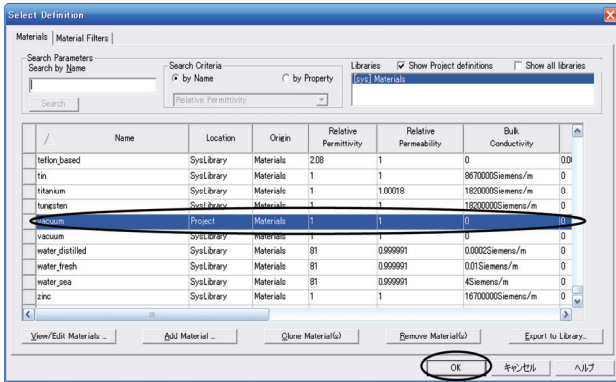 Select Definition
Materials Material Filters
Search Parameters
Search by Name
Search
Search Criteria
by Name by Property
Relative Permittivity
Libraries Show Project definitions Show all libraries
[sys] Materials
/ Name Location Origin Relative Permittivity Relative Permeability Bulk Conductivity
teflon_based SysLibrary Materials 2.08 1 0 0.0
tin SysLibrary Materials 1 1 8670000Siemens/m 0
titanium SysLibrary Materials 1 1.00018 1820000Siemens/m 0
tungsten SysLibrary Materials 1 1 18200000Siemens/m 0
vacuum Project Materials 1 1 0 0
vacuum SysLibrary Materials 1 1 0 0
water_distilled SysLibrary Materials 81 0.999991 0.0002Siemens/m 0
water_fresh SysLibrary Materials 81 0.999991 0.01Siemens/m 0
water_sea SysLibrary Materials 81 0.999991 4Siemens/m 0
zinc SysLibrary Materials 1 1 16700000Siemens/m 0
View/Edit Materials ... Add Material ... Clone Material(s) Remove Material(s) Export to Library...
OK キャンセル ヘルプ